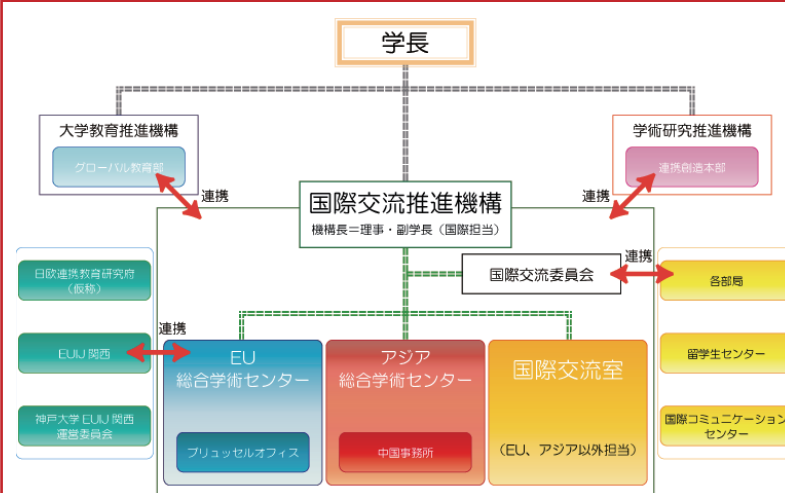 学長
大学教育推進機構
グローバル教育部
学術研究推進機構
連携創造本部
連携
連携
国際交流推進機構
機構長＝理事・副学長（国際担当）
国際交流委員会
連携
日欧連携教育研究府
（仮称）
EUIJ 関西
神戸大学 EUIJ 関西
運営委員会
連携
EU
総合学術センター
ブリュッセルオフィス
アジア
総合学術センター
中国事務所
国際交流室
（EU、アジア以外担当）
各部局
留学生センター
国際コミュニケーション
センター